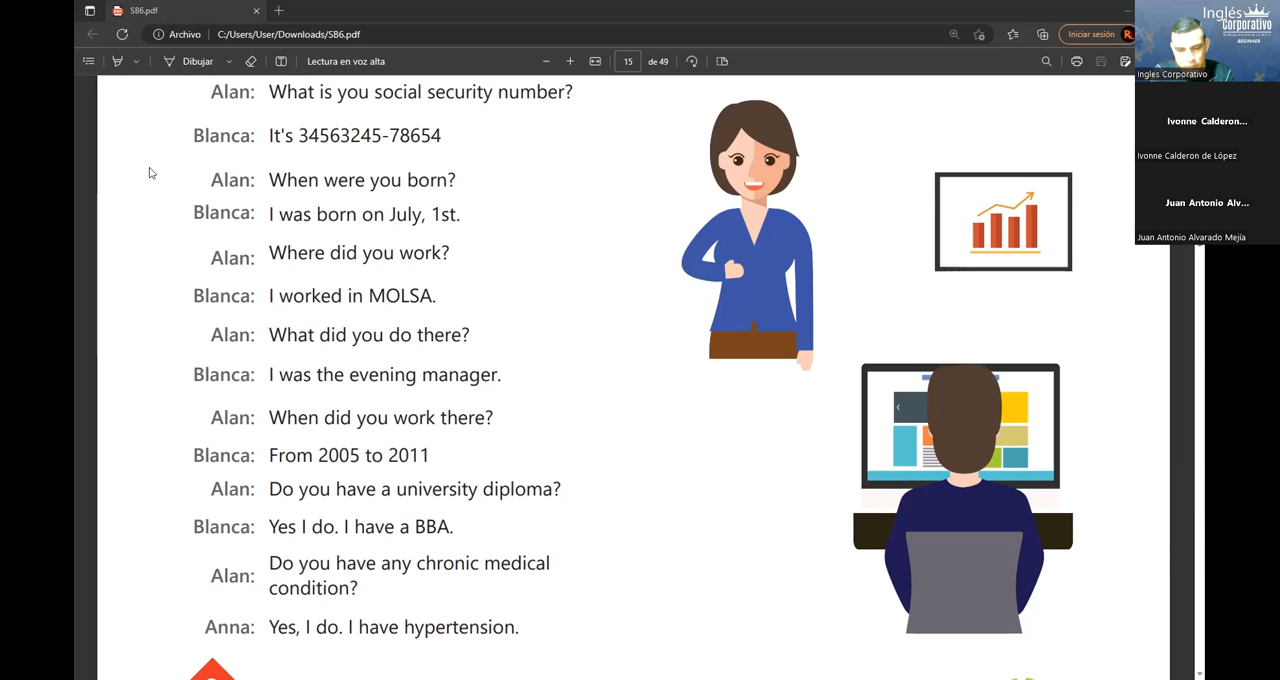 SB6.pdf
Archivo C:/Users/User/Downloads/SB6.pdf
Iniciar sesión R
Dibujar Lectura en voz alta 15 de 49
Alan: What is you social security number?
Blanca: It's 34563245-78654
Alan: When were you born?
Blanca: I was born on July, 1st.
Alan: Where did you work?
Blanca: I worked in MOLSA.
Alan: What did you do there?
Blanca: I was the evening manager.
Alan: When did you work there?
Blanca: From 2005 to 2011
Alan: Do you have a university diploma?
Blanca: Yes I do. I have a BBA.
Alan: Do you have any chronic medical
condition?
Anna: Yes, I do. I have hypertension.
Inglés
Corporativo
BEGINNER
Ingles Corporativo
Ivonne Calderon...
Ivonne Calderon de López
Juan Antonio Alv...
Juan Antonio Alvarado Mejía